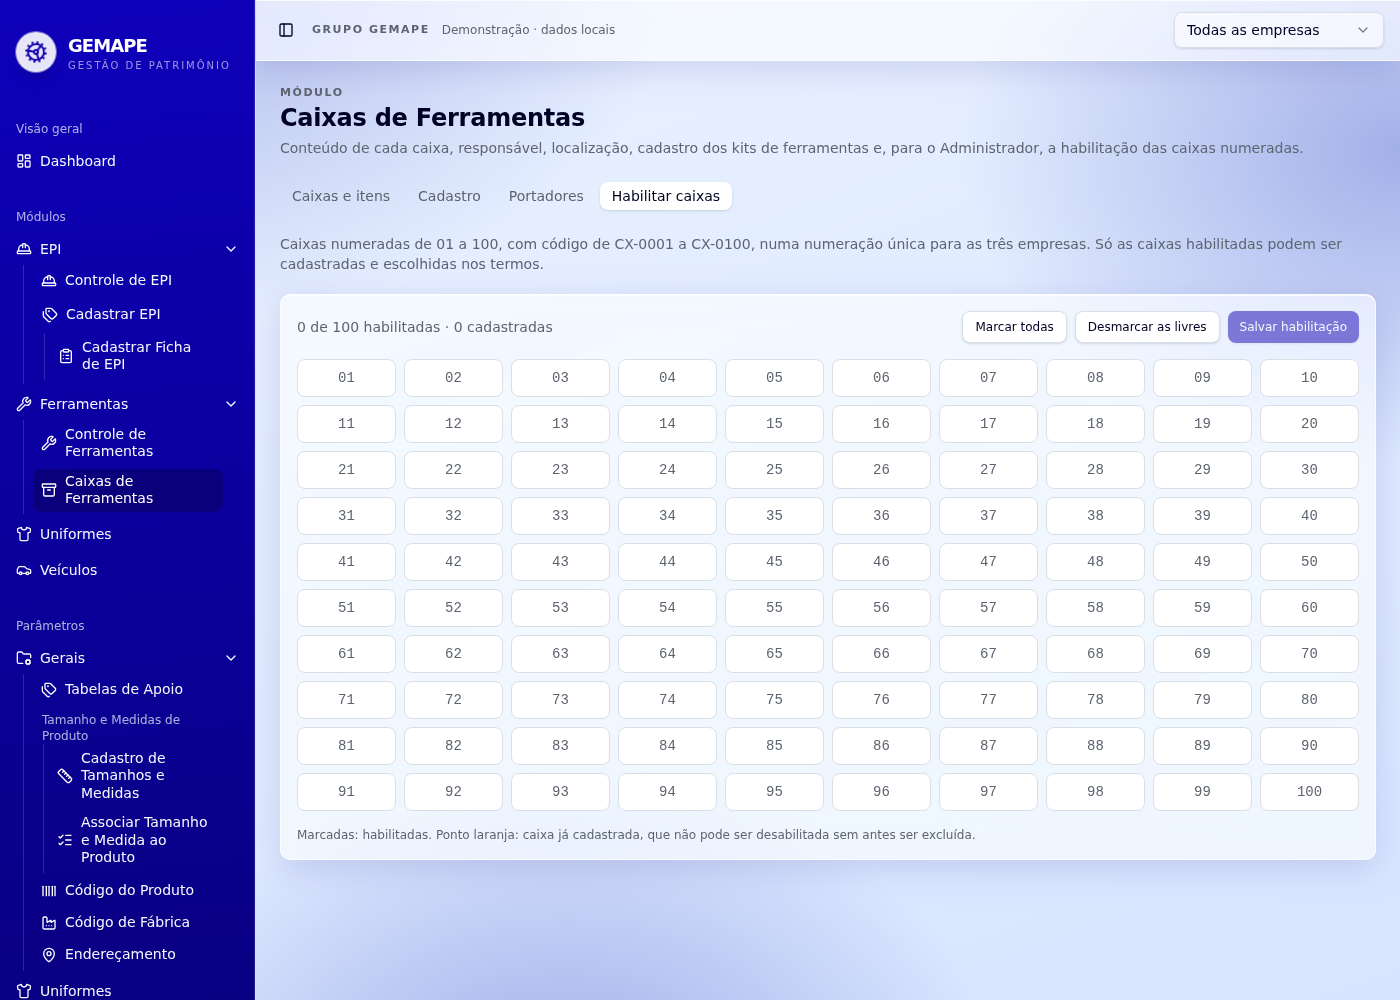 GEMAPE
GESTÃO DE PATRIMÔNIO
Visão geral
Dashboard
Módulos
EPI
Controle de EPI
Cadastrar EPI
Cadastrar Ficha
de EPI
Ferramentas
Controle de
Ferramentas
Caixas de
Ferramentas
Uniformes
Veículos
Parâmetros
Gerais
Tabelas de Apoio
Tamanho e Medidas de
Produto
Cadastro de
Tamanhos e
Medidas
Associar Tamanho
e Medida ao
Produto
Código do Produto
Código de Fábrica
Endereçamento
Uniformes
GRUPO GEMAPE Demonstração · dados locais Todas as empresas
MÓDULO
Caixas de Ferramentas
Conteúdo de cada caixa, responsável, localização, cadastro dos kits de ferramentas e, para o Administrador, a habilitação das caixas numeradas.
Caixas e itens Cadastro Portadores Habilitar caixas
Caixas numeradas de 01 a 100, com código de CX-0001 a CX-0100, numa numeração única para as três empresas. Só as caixas habilitadas podem ser
cadastradas e escolhidas nos termos.
0 de 100 habilitadas · 0 cadastradas Marcar todas Desmarcar as livres Salvar habilitação
01 02 03 04 05 06 07 08 09 10
11 12 13 14 15 16 17 18 19 20
21 22 23 24 25 26 27 28 29 30
31 32 33 34 35 36 37 38 39 40
41 42 43 44 45 46 47 48 49 50
51 52 53 54 55 56 57 58 59 60
61 62 63 64 65 66 67 68 69 70
71 72 73 74 75 76 77 78 79 80
81 82 83 84 85 86 87 88 89 90
91 92 93 94 95 96 97 98 99 100
Marcadas: habilitadas. Ponto laranja: caixa já cadastrada, que não pode ser desabilitada sem antes ser excluída.